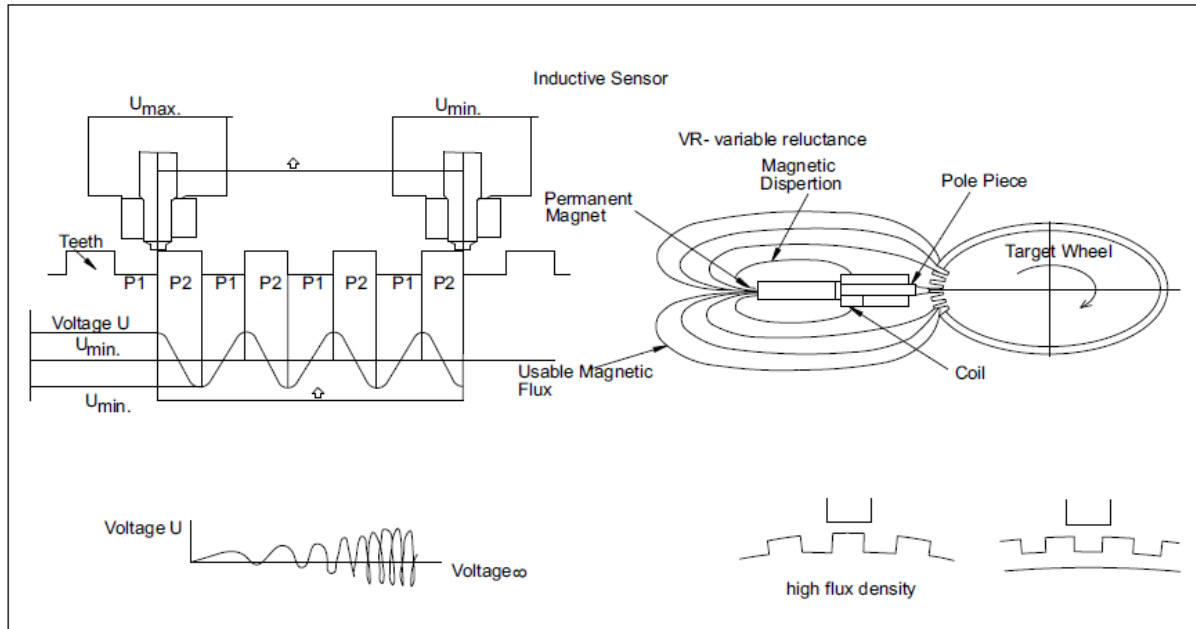 Inductive Sensor
Umax.
Umin.
VR- variable reluctance
Magnetic
Dispertion
Pole Piece
Permanent
Magnet
Teeth
Target Wheel
P1 P2 P1 P2 P1 P2 P1 P2
Voltage U
Umin.
Usable Magnetic
Flux
Coil
Umin.
Voltage U
Voltage∞
high flux density